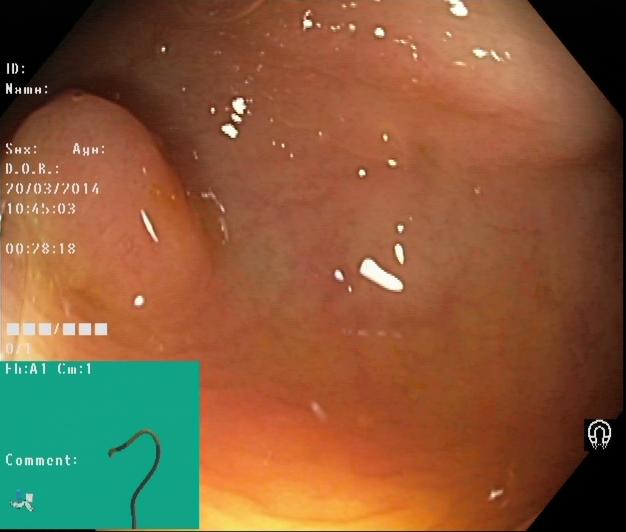 ID:
Name:
Sex: Age:
D.O.B.:
20/03/2014
10:45:03
00:28:18
■■■/■■■
0/1
Eh:A1 Cm:1
Comment: